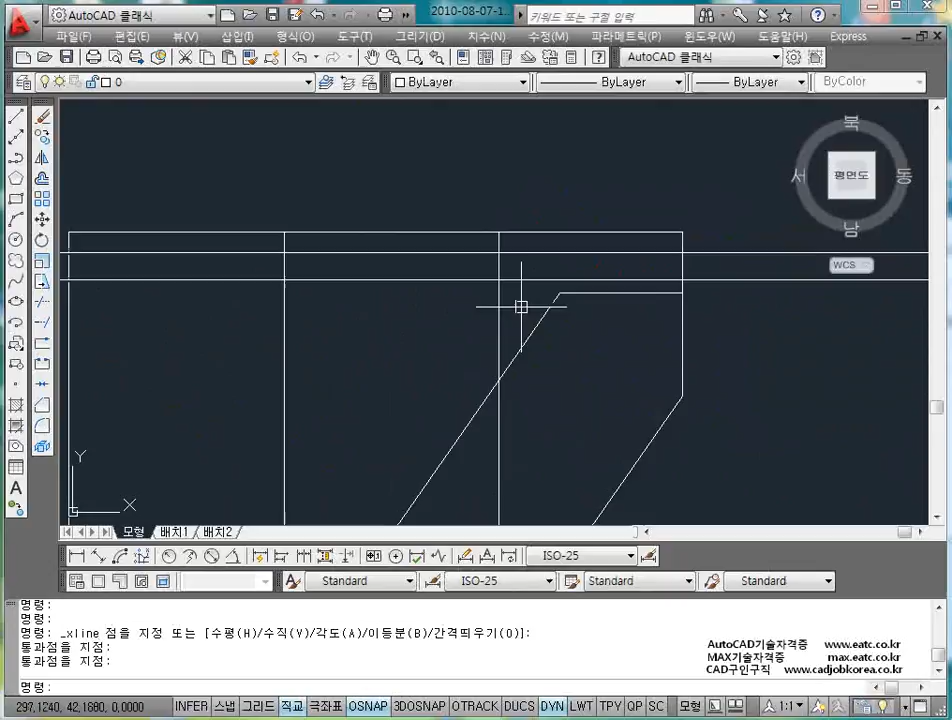 AutoCAD 클래식
2010-08-07-1...
키워드 또는 구절 입력
파일(F) 편집(E) 뷰(V) 삽입(I) 형식(O) 도구(T) 그리기(D) 치수(N) 수정(M) 파라메트릭(P) 윈도우(W) 도움말(H) Express
AutoCAD 클래식
0 ByLayer ByLayer ByLayer ByColor
북
서 평면도 동
남
WCS
A
Y
X
모형 배치1 배치2
ISO-25
Standard ISO-25 Standard Standard
명령:
명령:
명령: _xline 점을 지정 또는 [수평(H)/수직(V)/각도(A)/이등분(B)/간격띄우기(O)]:
통과점을 지정:
통과점을 지정:
명령:
AutoCAD기술자격증 www.eatc.co.kr
MAX기술자격증 max.eatc.co.kr
CAD구인구직 www.cadjobkorea.co.kr
297,1240, 42,1680, 0,0000 INFER 스냅 그리드 직교 극좌표 OSNAP 3DOSNAP OTRACK DUCS DYN LWT TPY QP SC 모형 1:1